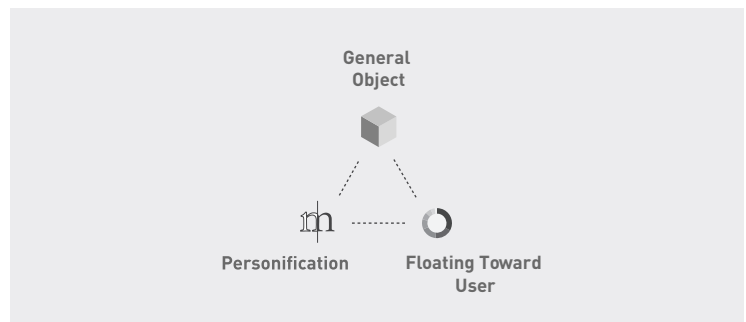 General
Object
m
Personification
Floating Toward
User